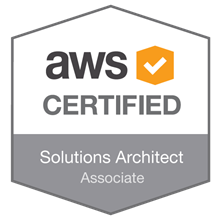 aws
CERTIFIED
Solutions Architect
Associate